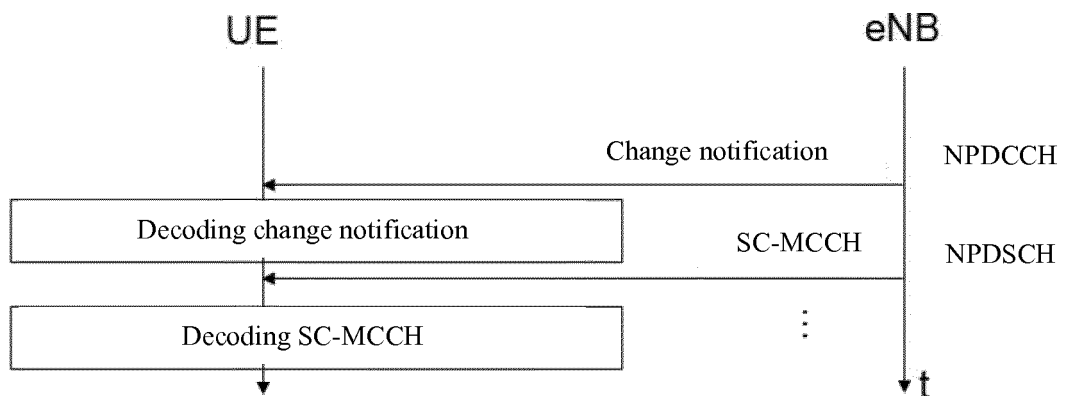 UE
eNB
Change notification
NPDCCH
Decoding change notification
SC-MCCH
NPDSCH
Decoding SC-MCCH
t